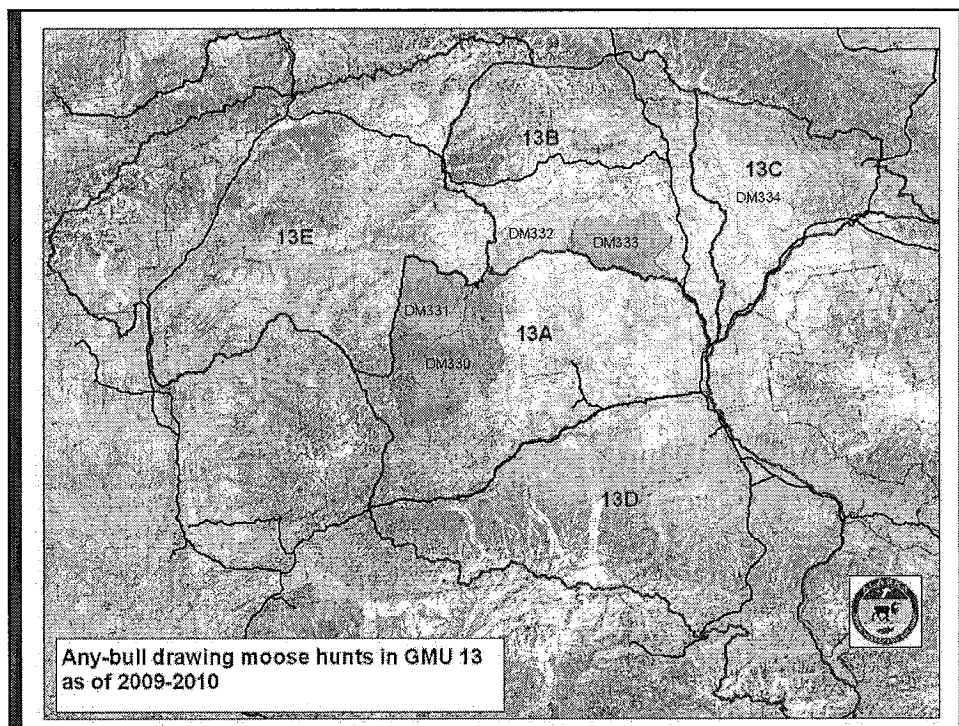 13B
13C
DM334
13E
DM332
DM333
DM331
13A
DM330
13D
Any-bull drawing moose hunts in GMU 13
as of 2009-2010